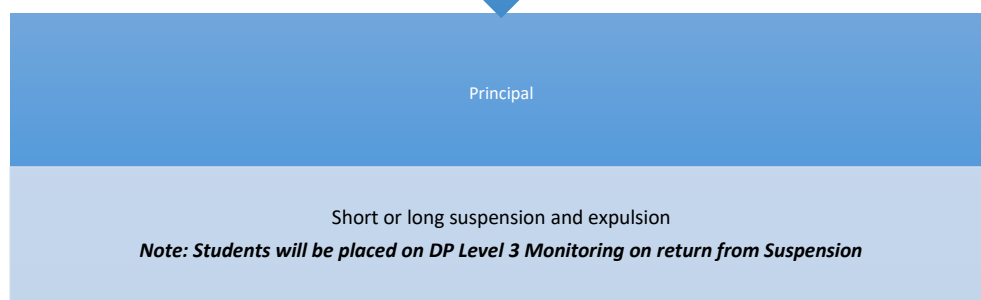 Principal
Short or long suspension and expulsion
Note: Students will be placed on DP Level 3 Monitoring on return from Suspension